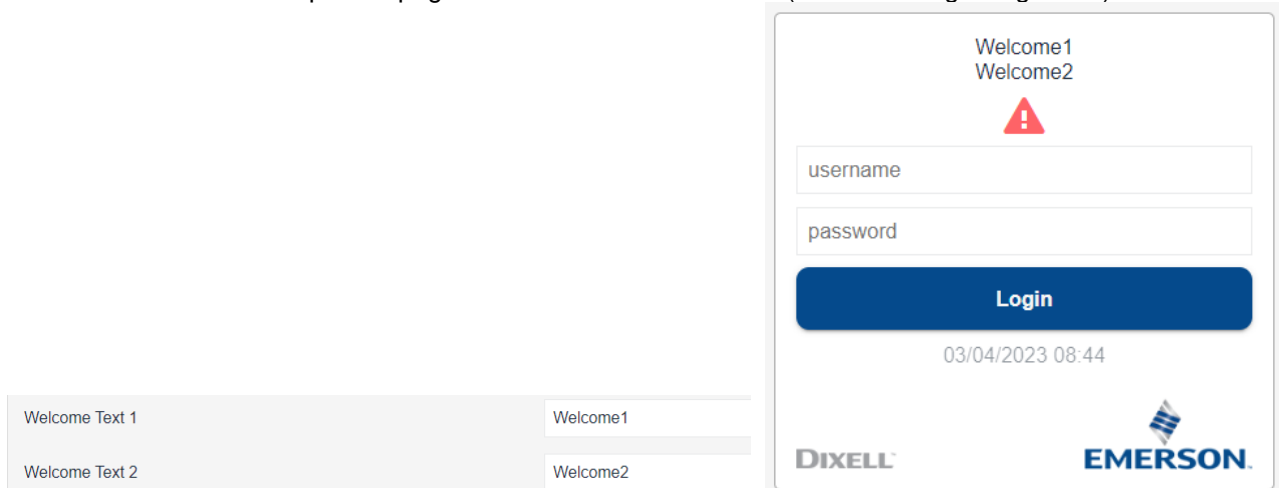 Welcome1
Welcome2
username
password
Login
03/04/2023 08:44
DIXELL™
EMERSON.
Welcome Text 1 Welcome1
Welcome Text 2 Welcome2